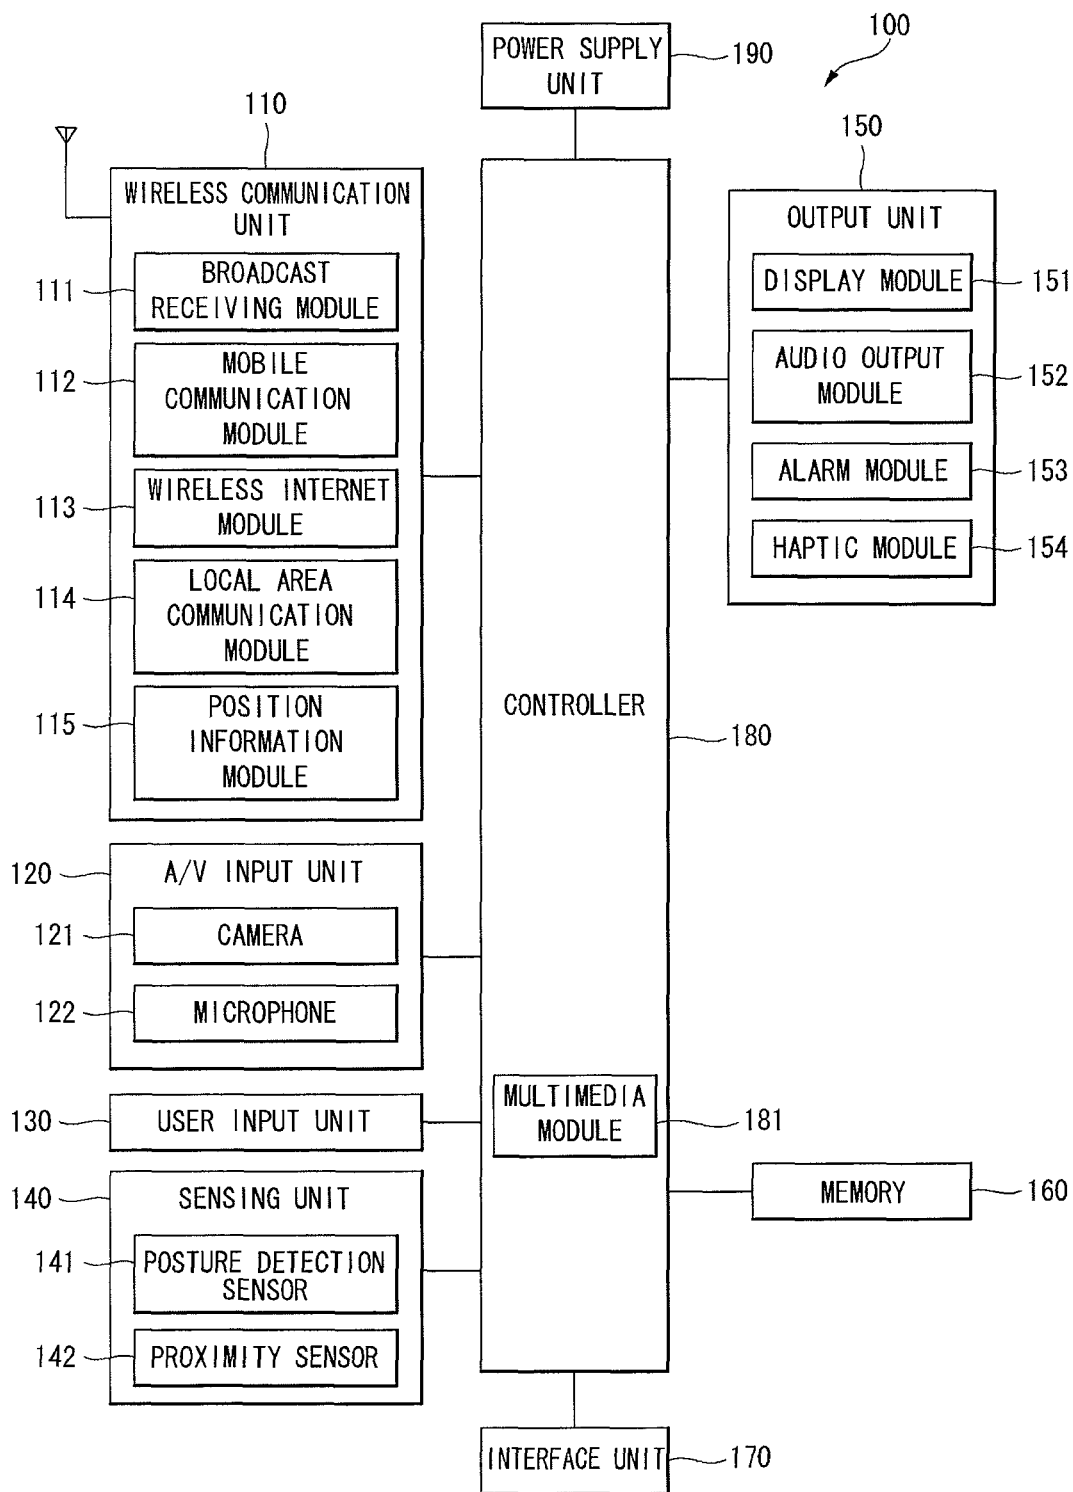 100
POWER SUPPLY
UNIT
190
110
WIRELESS COMMUNICATION
UNIT
111
BROADCAST
RECEIVING MODULE
112
MOBILE
COMMUNICATION
MODULE
113
WIRELESS INTERNET
MODULE
114
LOCAL AREA
COMMUNICATION
MODULE
115
POSITION
INFORMATION
MODULE
120
A/V INPUT UNIT
121
CAMERA
122
MICROPHONE
130
USER INPUT UNIT
140
SENSING UNIT
141
POSTURE DETECTION
SENSOR
142
PROXIMITY SENSOR
CONTROLLER
180
MULTIMEDIA
MODULE
181
150
OUTPUT UNIT
DISPLAY MODULE
151
AUDIO OUTPUT
MODULE
152
ALARM MODULE
153
HAPTIC MODULE
154
MEMORY
160
INTERFACE UNIT
170